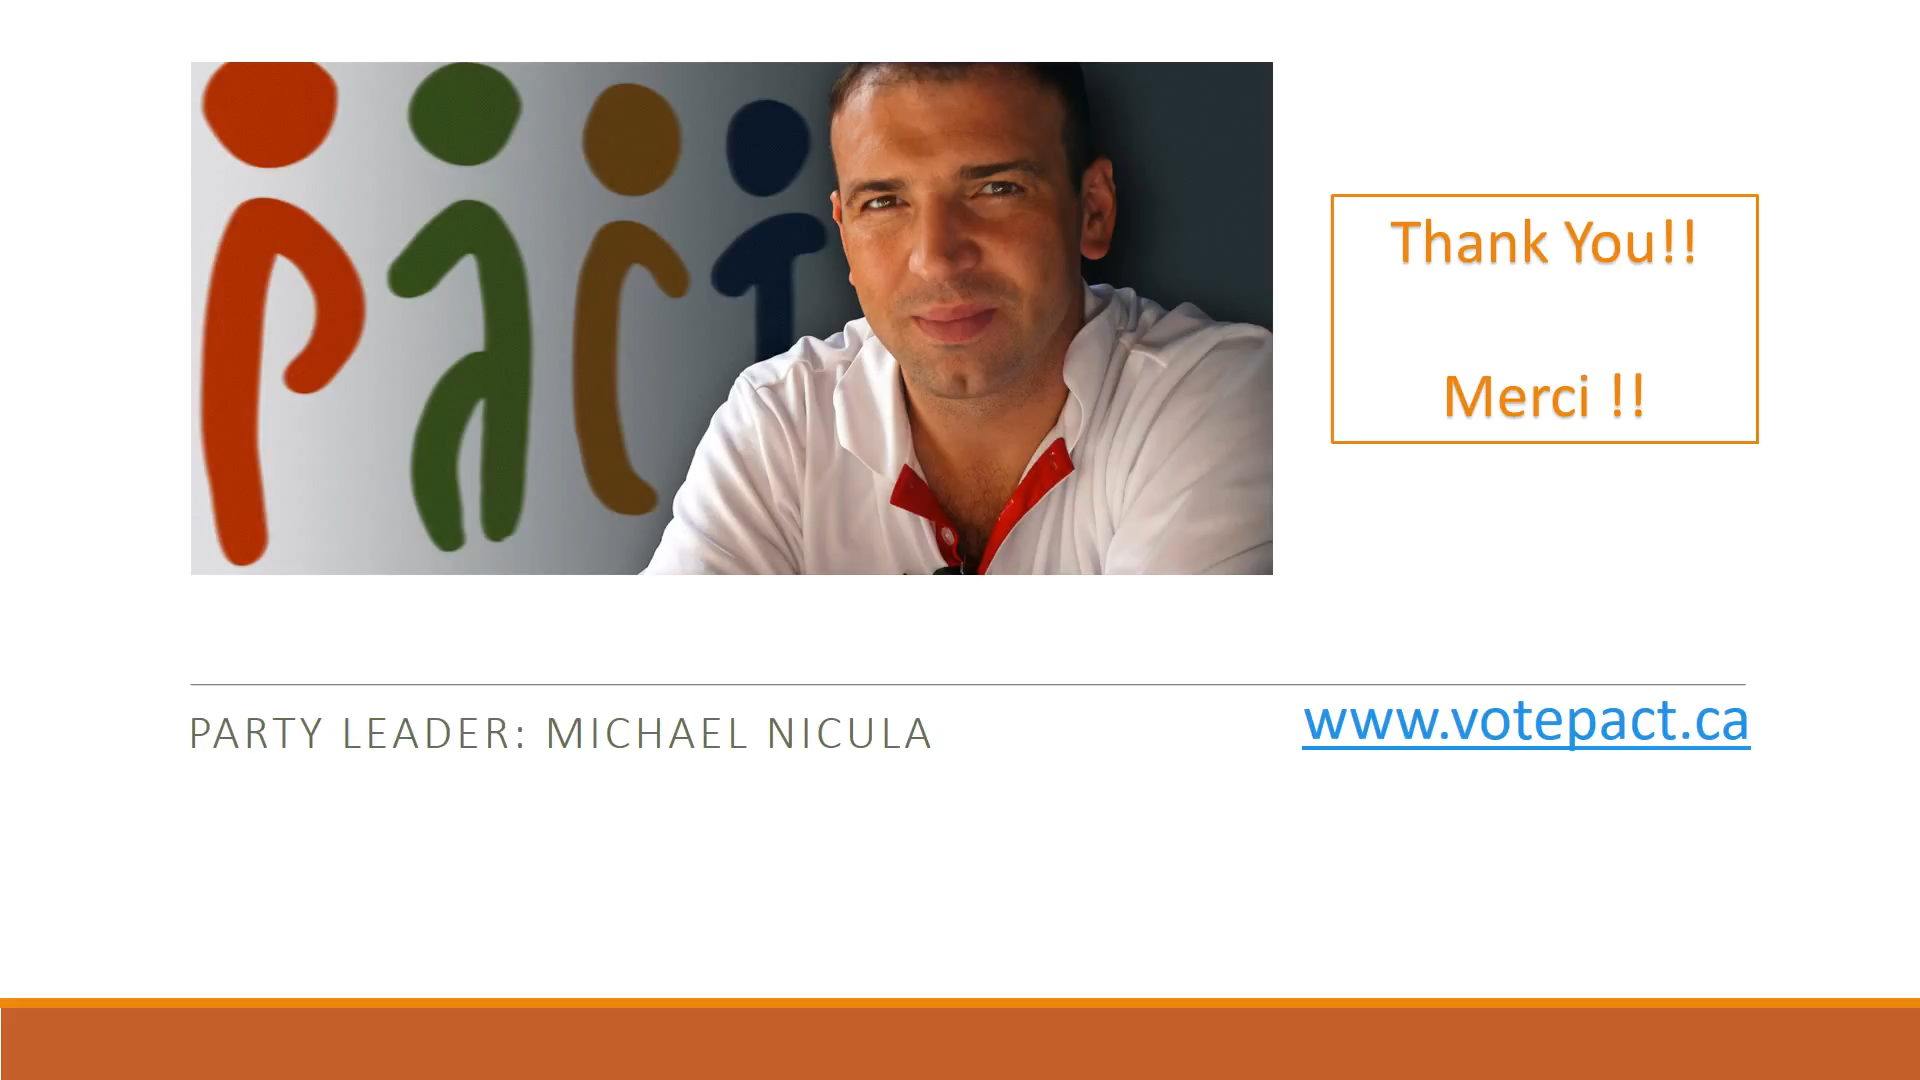 pact
Thank You!!
Merci !!
PARTY LEADER: MICHAEL NICULA
www.votepact.ca